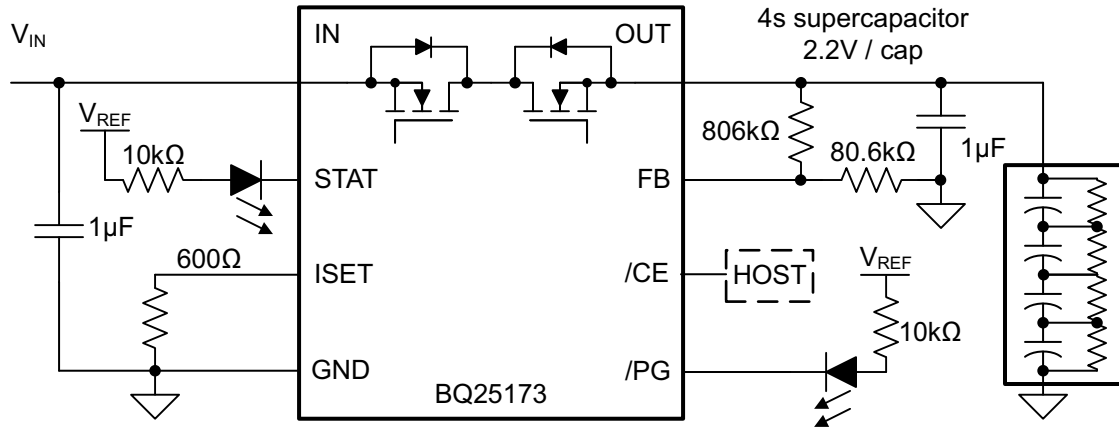 V_IN
IN
OUT
4s supercapacitor
2.2V / cap
V_REF
10kΩ
STAT
806kΩ
80.6kΩ
1µF
FB
1µF
600Ω
ISET
/CE
HOST
V_REF
10kΩ
GND
/PG
BQ25173